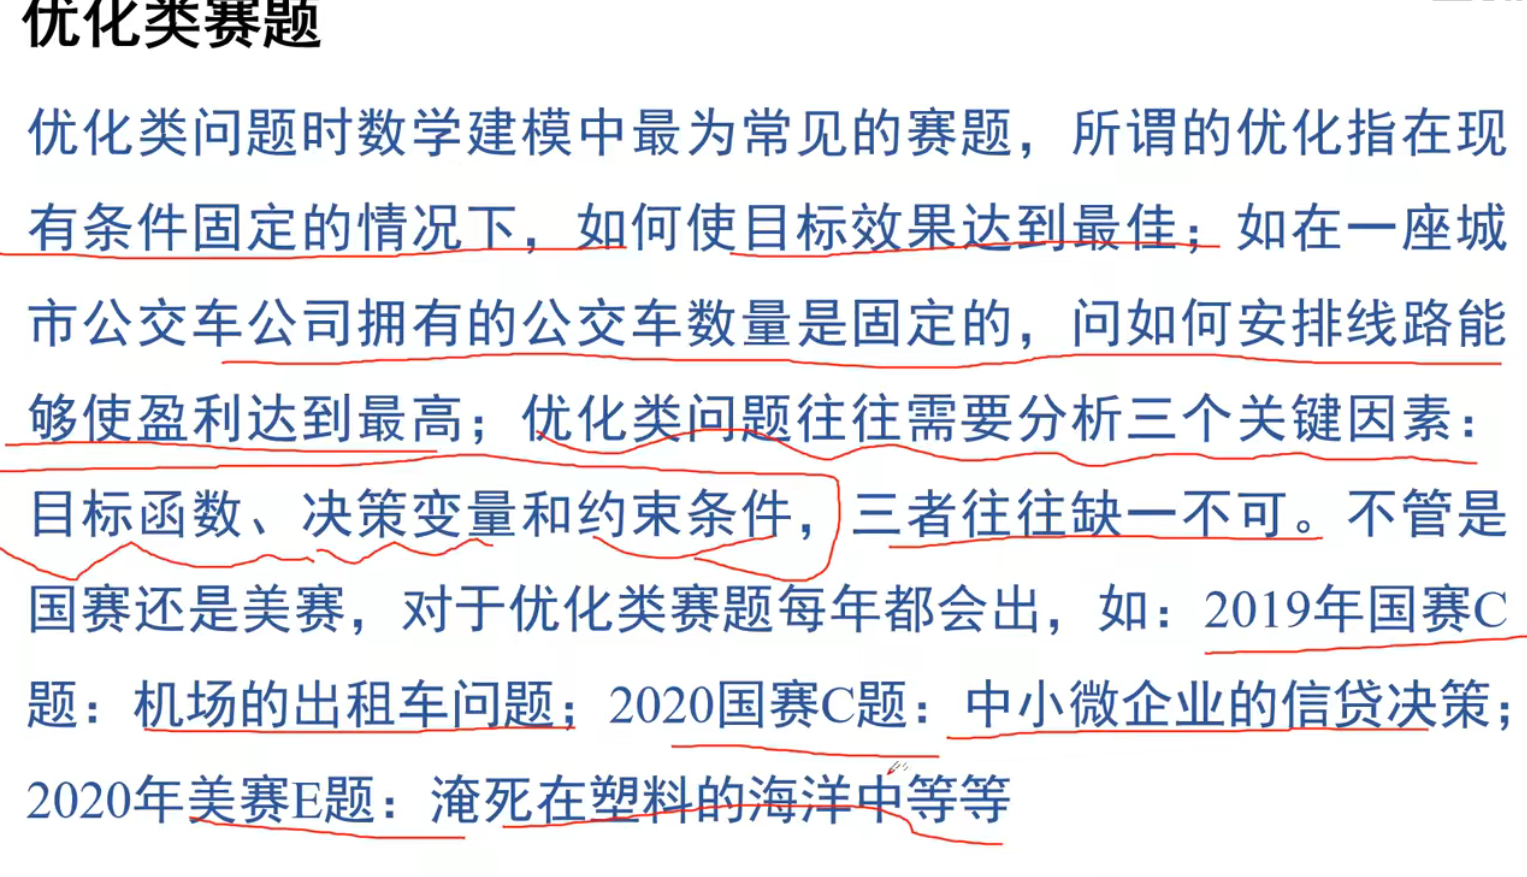 优化类赛题
优化类问题时数学建模中最为常见的赛题，所谓的优化指在现
有条件固定的情况下，如何使目标效果达到最佳；如在一座城
市公交车公司拥有的公交车数量是固定的，问如何安排线路能
够使盈利达到最高；优化类问题往往需要分析三个关键因素：
目标函数、决策变量和约束条件，三者往往缺一不可。不管是
国赛还是美赛，对于优化类赛题每年都会出，如：2019年国赛C
题：机场的出租车问题；2020国赛C题：中小微企业的信贷决策；
2020年美赛E题：淹死在塑料的海洋中等等